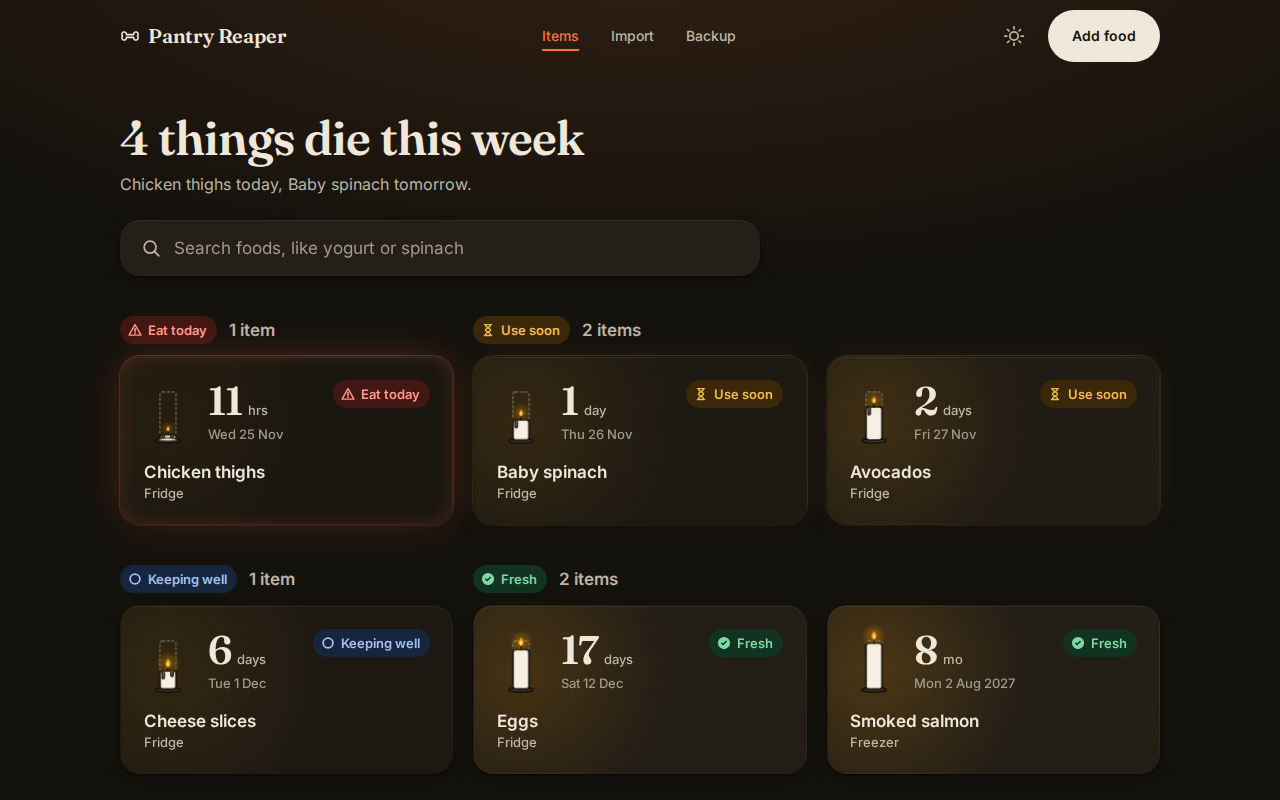 Pantry Reaper
Items
Import
Backup
Add food
4 things die this week
Chicken thighs today, Baby spinach tomorrow.
Search foods, like yogurt or spinach
Eat today
1 item
Use soon
2 items
11 hrs
Wed 25 Nov
Eat today
Chicken thighs
Fridge
1 day
Thu 26 Nov
Use soon
Baby spinach
Fridge
2 days
Fri 27 Nov
Use soon
Avocados
Fridge
Keeping well
1 item
Fresh
2 items
6 days
Tue 1 Dec
Keeping well
Cheese slices
Fridge
17 days
Sat 12 Dec
Fresh
Eggs
Fridge
8 mo
Mon 2 Aug 2027
Fresh
Smoked salmon
Freezer